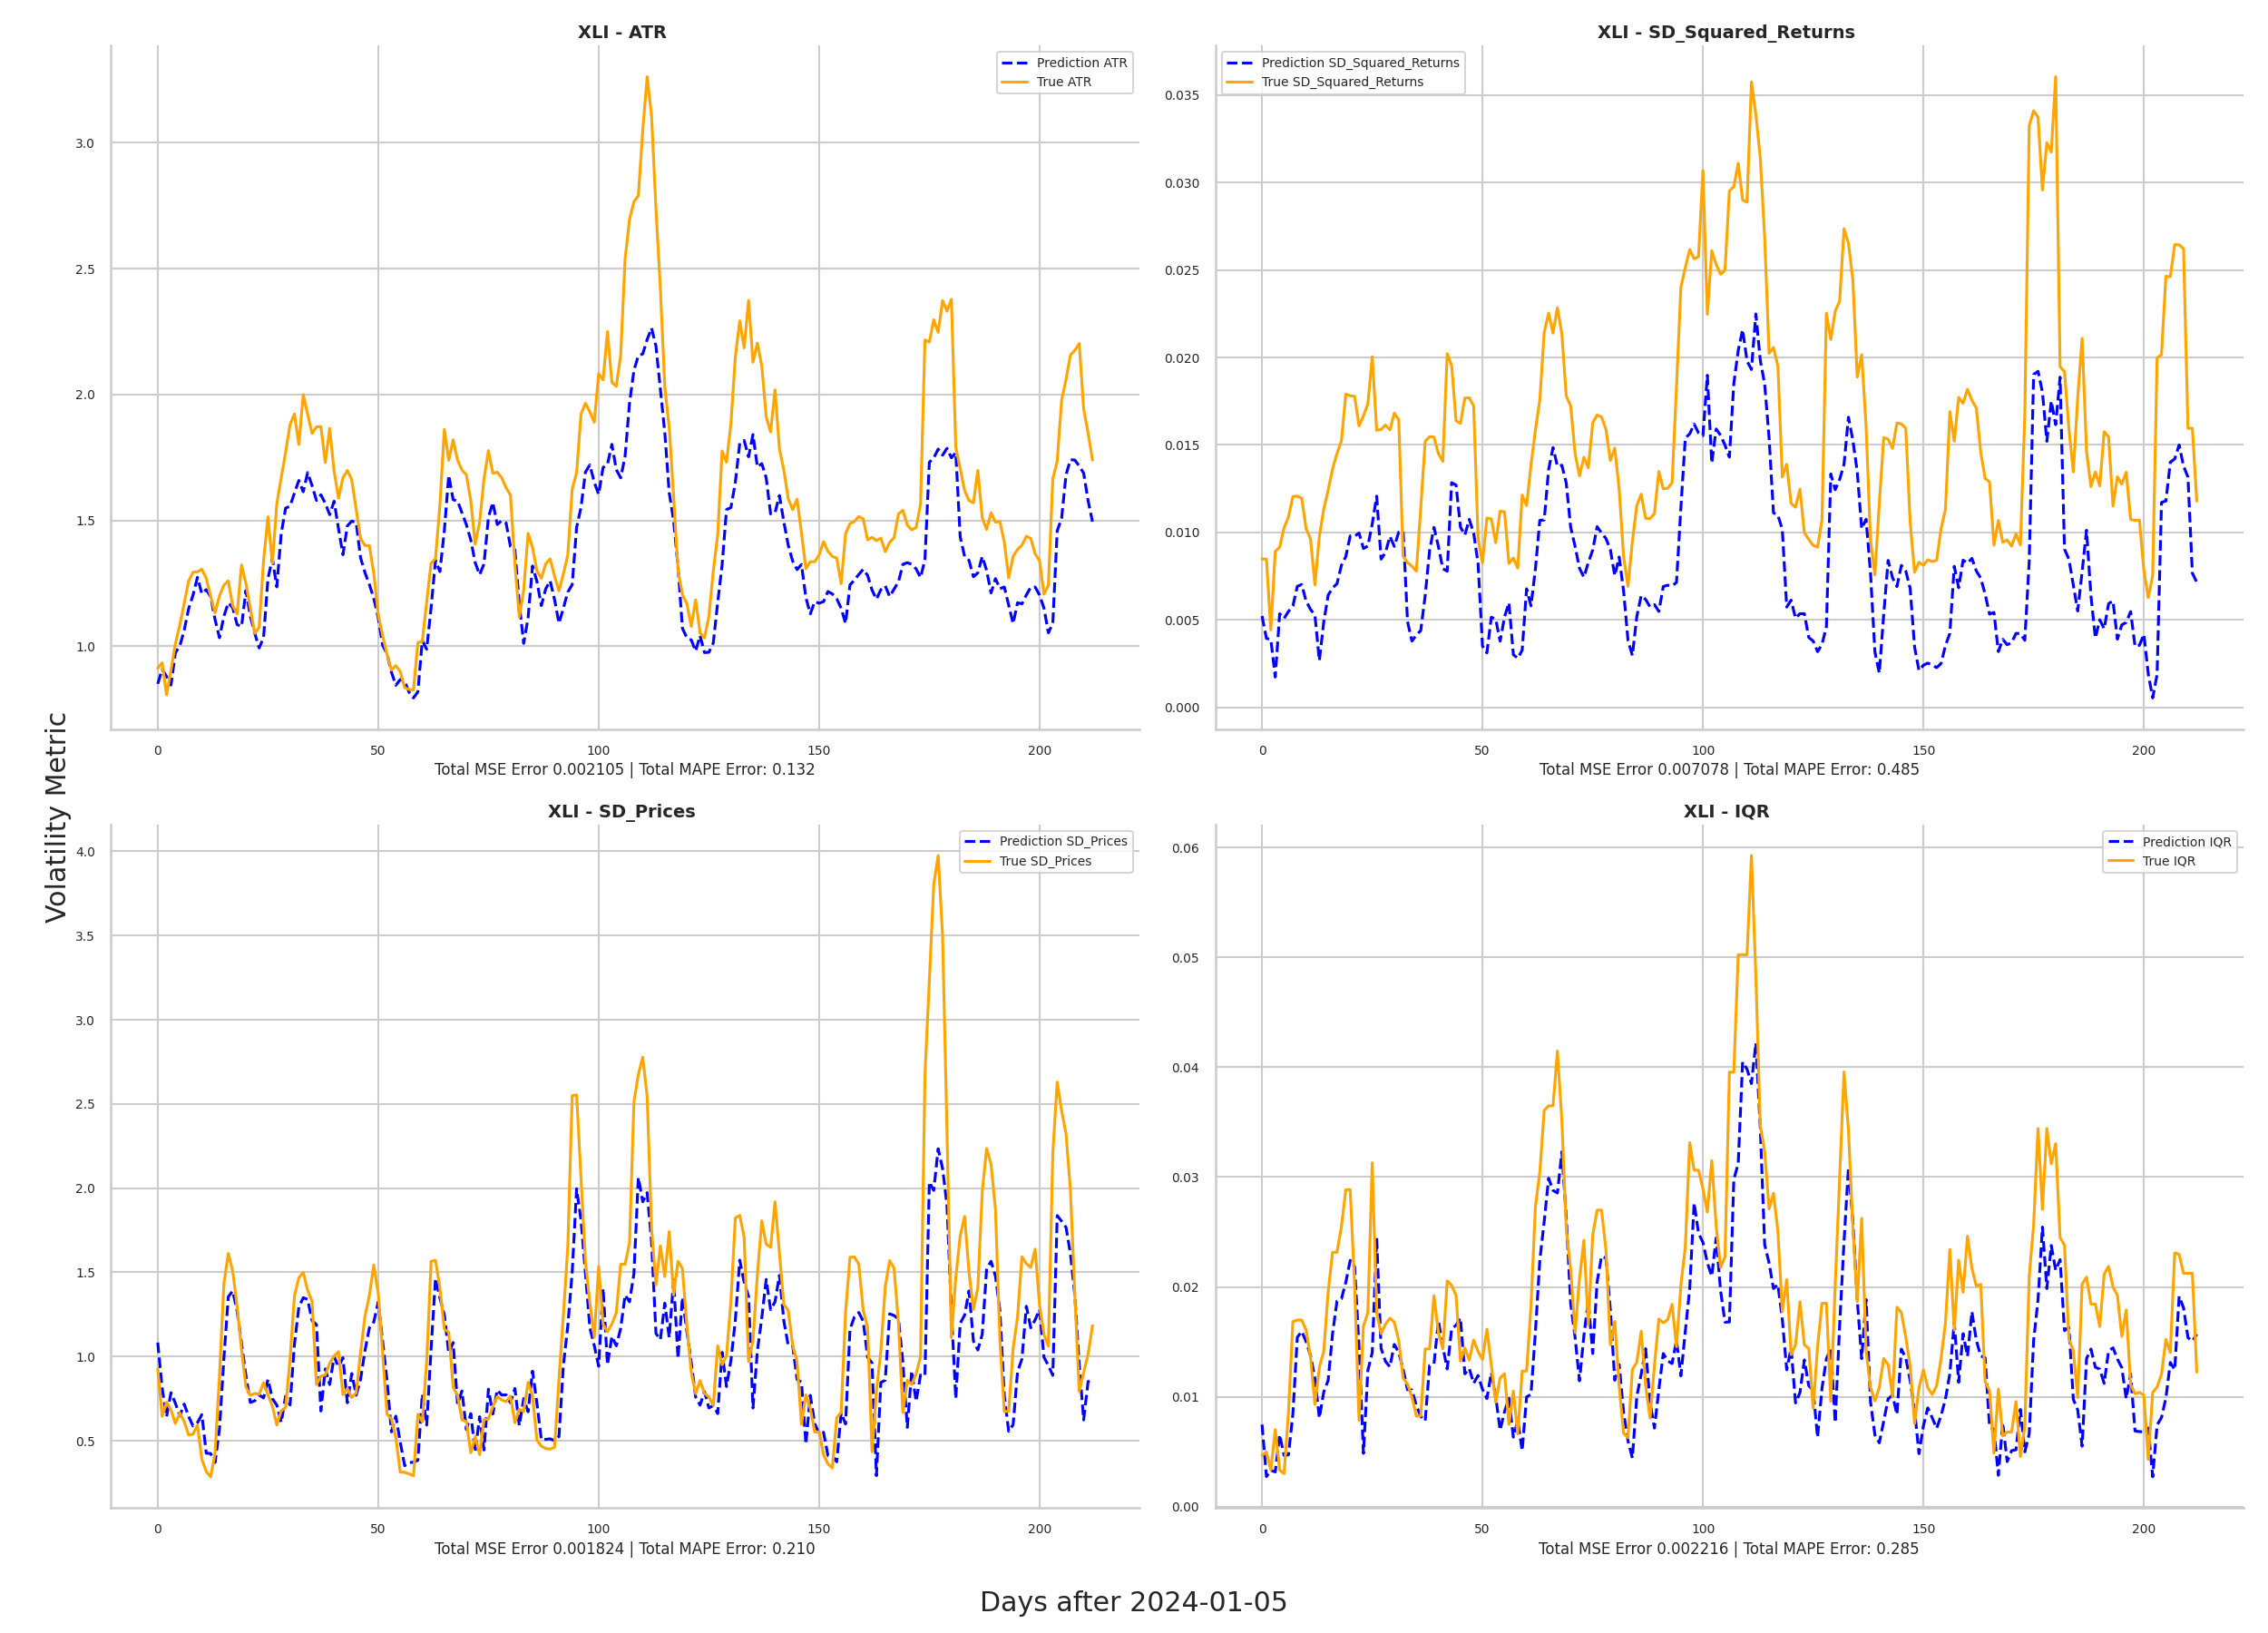 XLI - ATR
Prediction ATR
True ATR
3.0
2.5
2.0
1.5
1.0
0 50 100 150 200
Total MSE Error 0.002105 | Total MAPE Error: 0.132
XLI - SD_Squared_Returns
Prediction SD_Squared_Returns
True SD_Squared_Returns
0.035
0.030
0.025
0.020
0.015
0.010
0.005
0.000
0 50 100 150 200
Total MSE Error 0.007078 | Total MAPE Error: 0.485
Volatility Metric
XLI - SD_Prices
Prediction SD_Prices
True SD_Prices
4.0
3.5
3.0
2.5
2.0
1.5
1.0
0.5
0 50 100 150 200
Total MSE Error 0.001824 | Total MAPE Error: 0.210
XLI - IQR
Prediction IQR
True IQR
0.06
0.05
0.04
0.03
0.02
0.01
0.00
0 50 100 150 200
Total MSE Error 0.002216 | Total MAPE Error: 0.285
Days after 2024-01-05